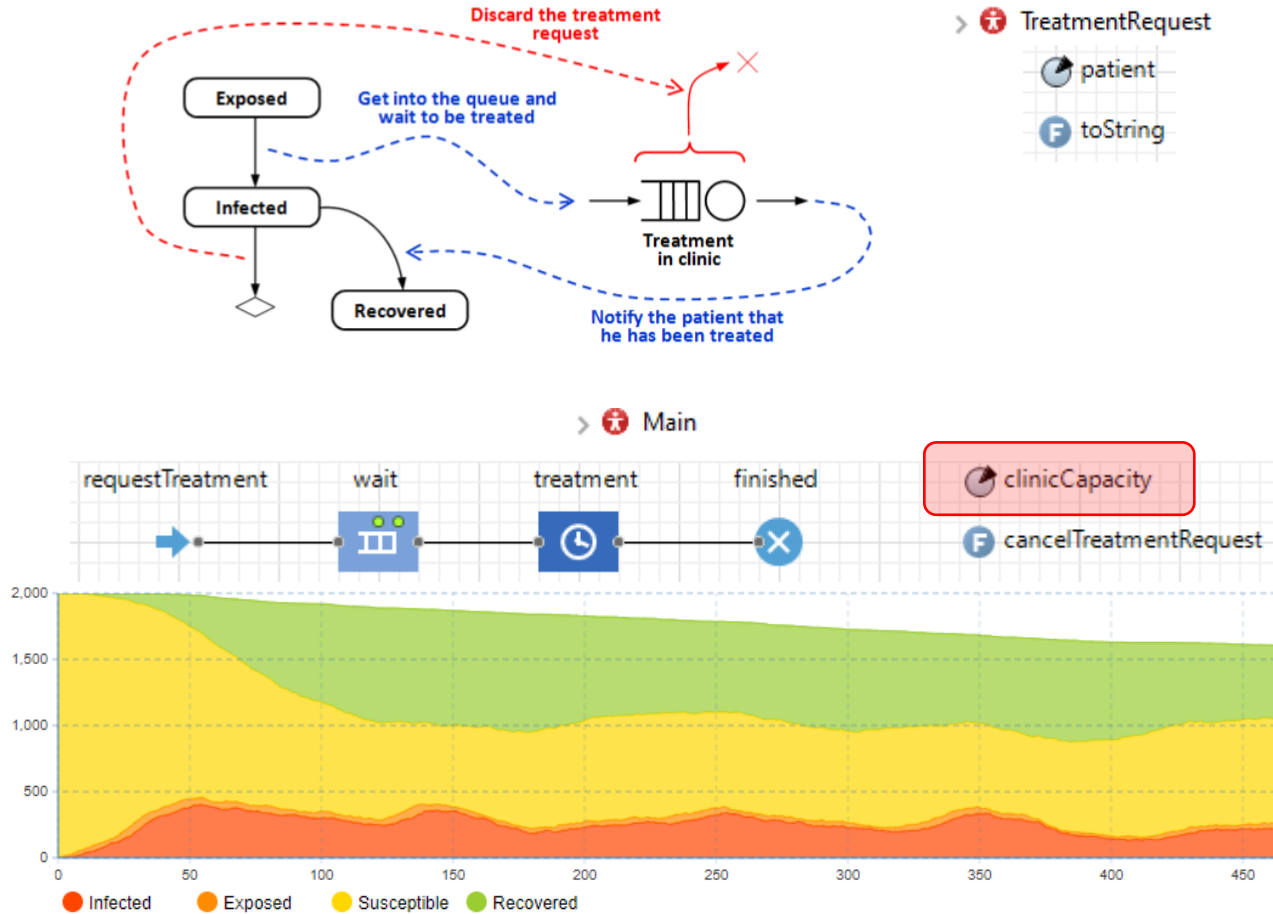 Discard the treatment
request
TreatmentRequest
patient
toString
Exposed
Get into the queue and
wait to be treated
Infected
Treatment
in clinic
Recovered
Notify the patient that
he has been treated
Main
requestTreatment
wait
treatment
finished
clinicCapacity
F cancelTreatmentRequest
2,000
1,500
1,000
500
0
0 50 100 150 200 250 300 350 400 450
Infected Exposed Susceptible Recovered